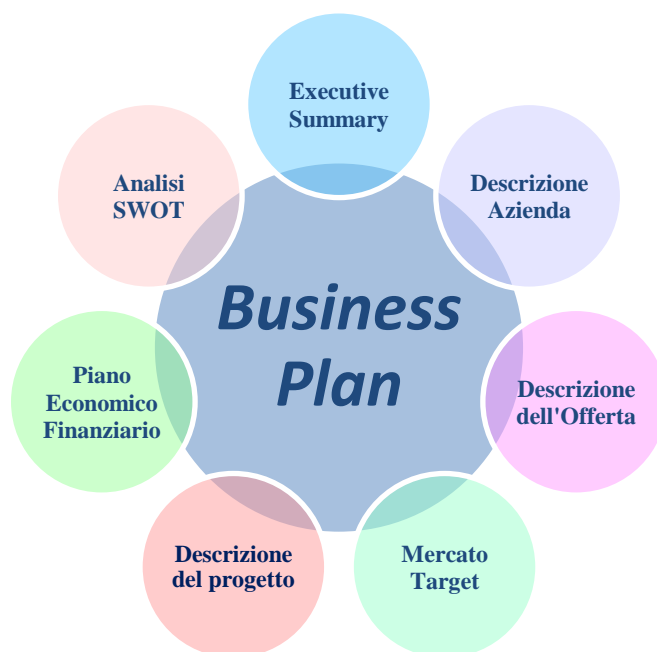 Executive
Summary
Descrizione
Azienda
Descrizione
dell'Offerta
Mercato
Target
Descrizione
del progetto
Piano
Economico
Finanziario
Analisi
SWOT
Business
Plan